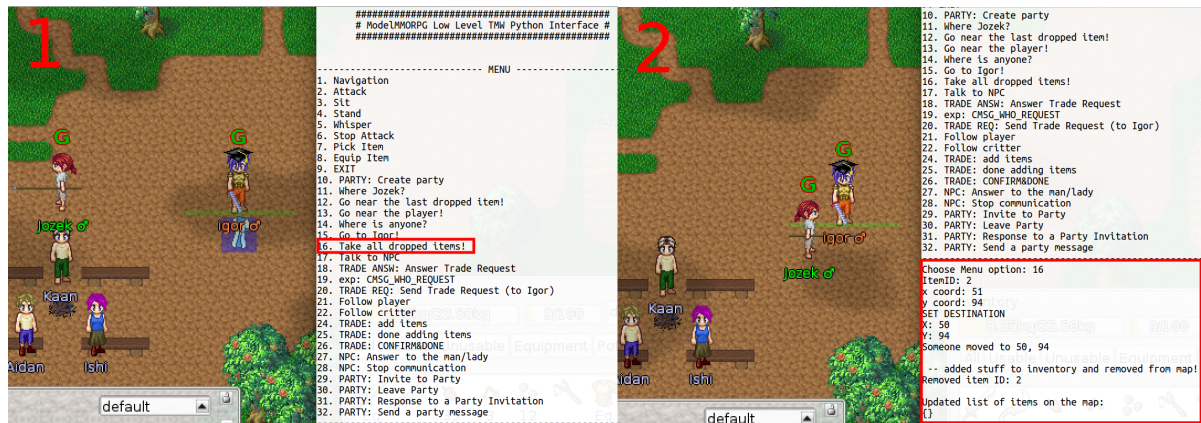 1
G
G
Jozek ♂
Igor ♂
Kaan
Aidan
Ishi
default
##############################################
# ModelMMORPG Low Level TMW Python Interface #
##############################################
------------------------------ MENU ------------------
1. Navigation
2. Attack
3. Sit
4. Stand
5. Whisper
6. Stop Attack
7. Pick Item
8. Equip Item
9. EXIT
10. PARTY: Create party
11. Where Jozek?
12. Go near the last dropped item!
13. Go near the player!
14. Where is anyone?
15. Go to Igor!
16. Take all dropped items!
17. Talk to NPC
18. TRADE ANSW: Answer Trade Request
19. exp: CMSG_WHO_REQUEST
20. TRADE REQ: Send Trade Request (to Igor)
21. Follow player
22. Follow critter
24. TRADE: add items
25. TRADE: done adding items
26. TRADE: CONFIRM&DONE
27. NPC: Answer to the man/lady
28. NPC: Stop communication
29. PARTY: Invite to Party
30. PARTY: Leave Party
31. PARTY: Response to a Party Invitation
32. PARTY: Send a party message
2
G
G
Igor ♂
Jozek ♂
Kaan
Aidan
Ishi
default
10. PARTY: Create party
11. Where Jozek?
12. Go near the last dropped item!
13. Go near the player!
14. Where is anyone?
15. Go to Igor!
16. Take all dropped items!
17. Talk to NPC
18. TRADE ANSW: Answer Trade Request
19. exp: CMSG_WHO_REQUEST
20. TRADE REQ: Send Trade Request (to Igor)
21. Follow player
22. Follow critter
24. TRADE: add items
25. TRADE: done adding items
26. TRADE: CONFIRM&DONE
27. NPC: Answer to the man/lady
28. NPC: Stop communication
29. PARTY: Invite to Party
30. PARTY: Leave Party
31. PARTY: Response to a Party Invitation
32. PARTY: Send a party message
Choose Menu option: 16
ItemID: 2
x coord: 51
y coord: 94
SET DESTINATION
X: 50
Y: 94
Someone moved to 50, 94
-- added stuff to inventory and removed from map!
Removed item ID: 2
Updated list of items on the map:
{}